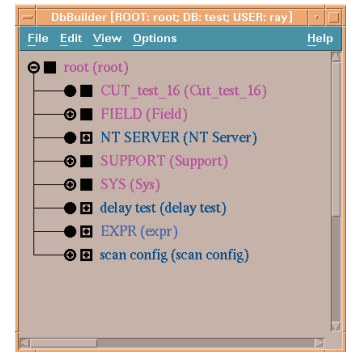 DbBuilder [ROOT: root; DB: test; USER: ray]
File Edit View Options Help
root (root)
CUT_test_16 (Cut_test_16)
FIELD (Field)
NT SERVER (NT Server)
SUPPORT (Support)
SYS (Sys)
delay test (delay test)
EXPR (expr)
scan config (scan config)